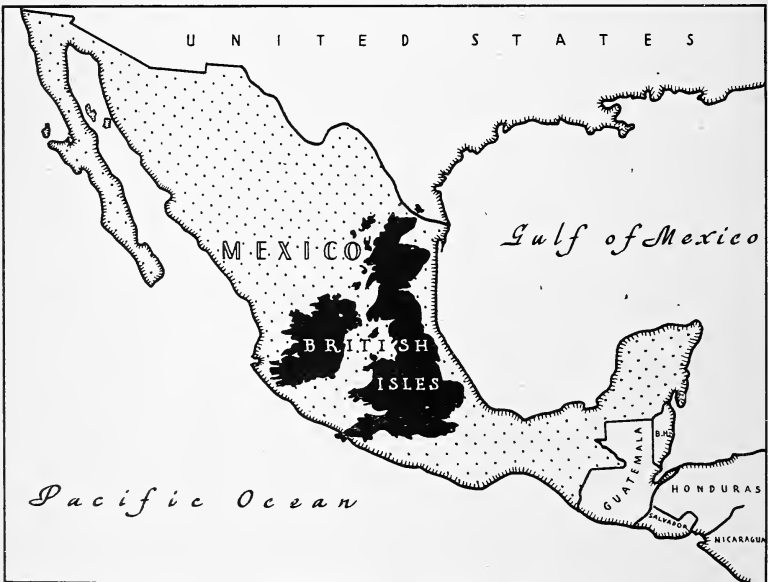 UNITED STATES
MEXICO
Gulf of Mexico
BRITISH
ISLES
GUATEMALA
B.H.
Pacific Ocean
HONDURAS
SALVADOR
NICARAGUA